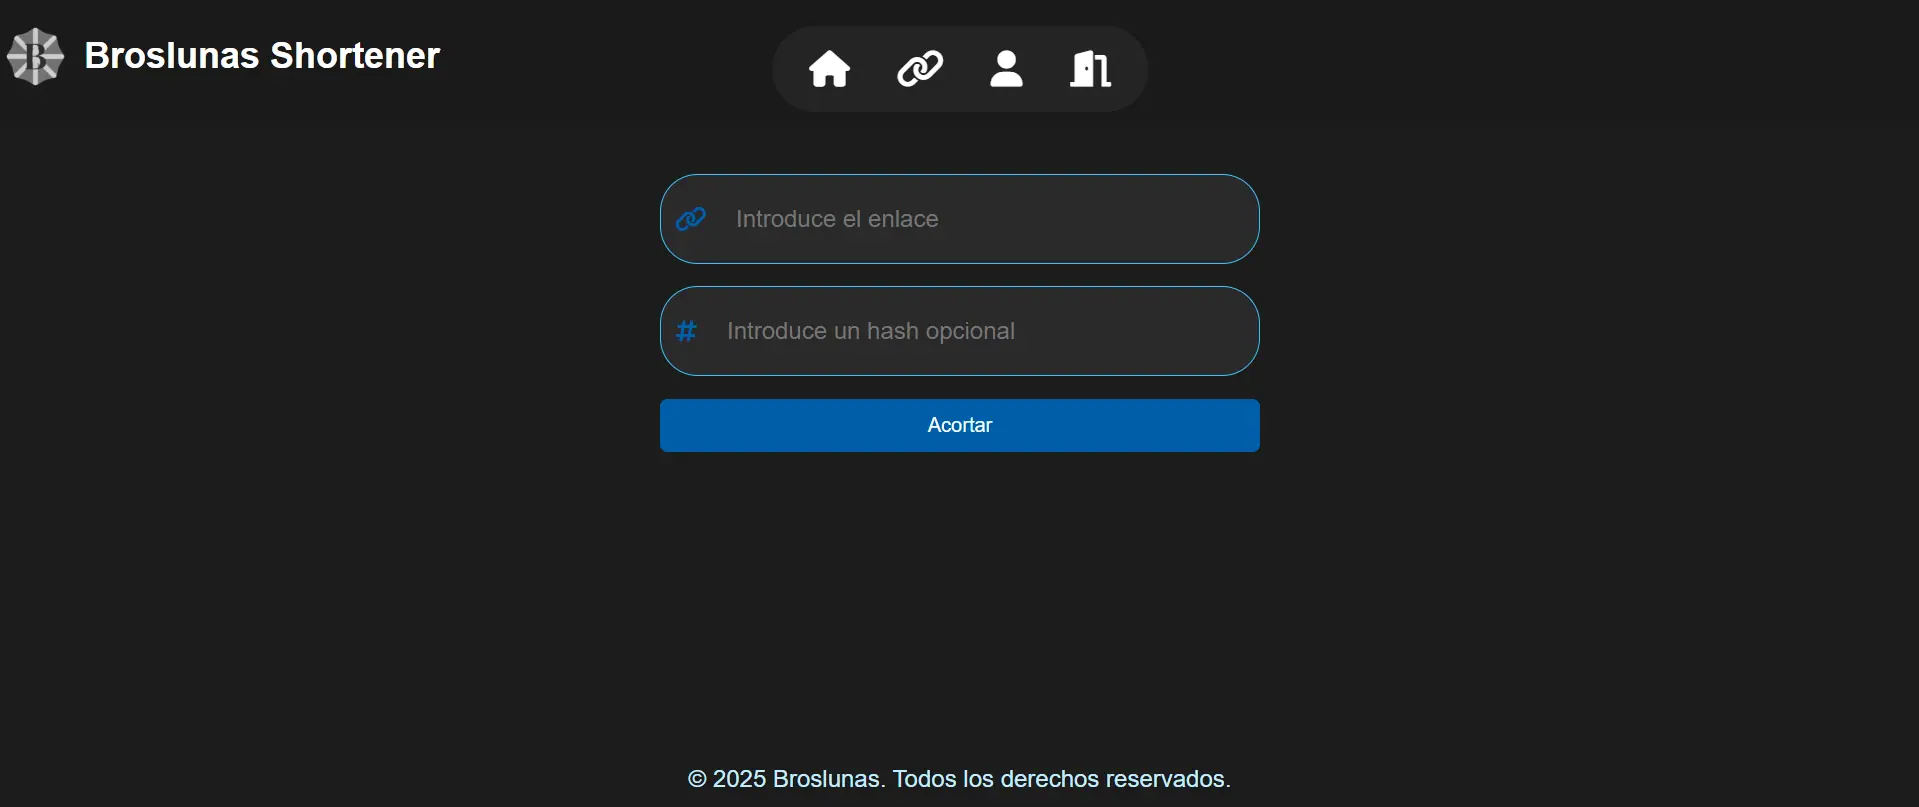 B
Broslunas Shortener
Introduce el enlace
# Introduce un hash opcional
Acortar
© 2025 Broslunas. Todos los derechos reservados.